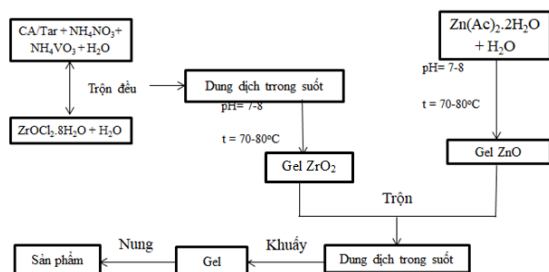 CA/Tar + NH4NO3+
NH4VO3 + H2O
Trộn đều
ZrOCl2.8H2O + H2O
Dung dịch trrong suốt
pH= 7-8
t = 70-80°C
Gel ZrO2
Zn(Ac)2.2H2O
+ H2O
pH= 7-8
t = 70-80°C
Gel ZnO
Trộn
Dung dịch trong suốt
Khuấy
Gel
Nung
Sản phẩm